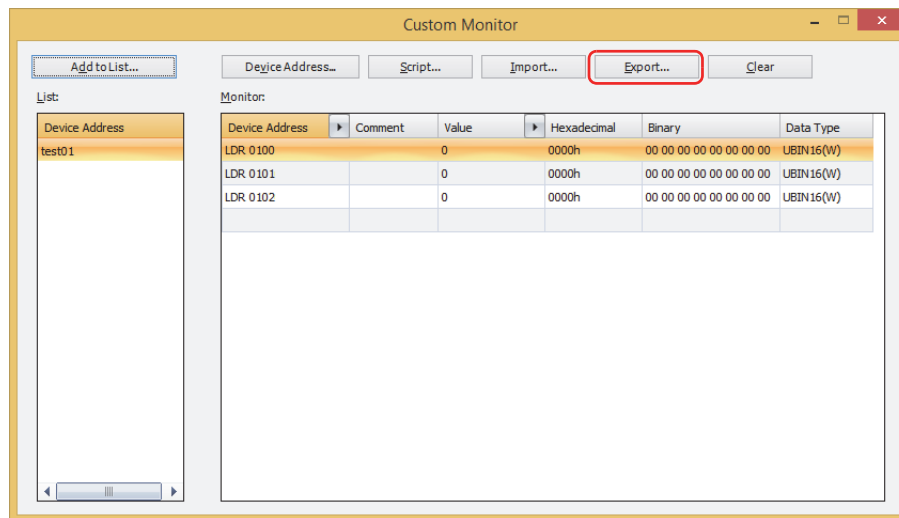 Custom Monitor
Add to List... Device Address... Script... Import... Export... Clear
List: Monitor:
Device Address Device Address Comment Value Hexadecimal Binary Data Type
test01 LDR 0100 0 0000h 00 00 00 00 00 00 00 00 UBIN16(W)
LDR 0101 0 0000h 00 00 00 00 00 00 00 00 UBIN16(W)
LDR 0102 0 0000h 00 00 00 00 00 00 00 00 UBIN16(W)